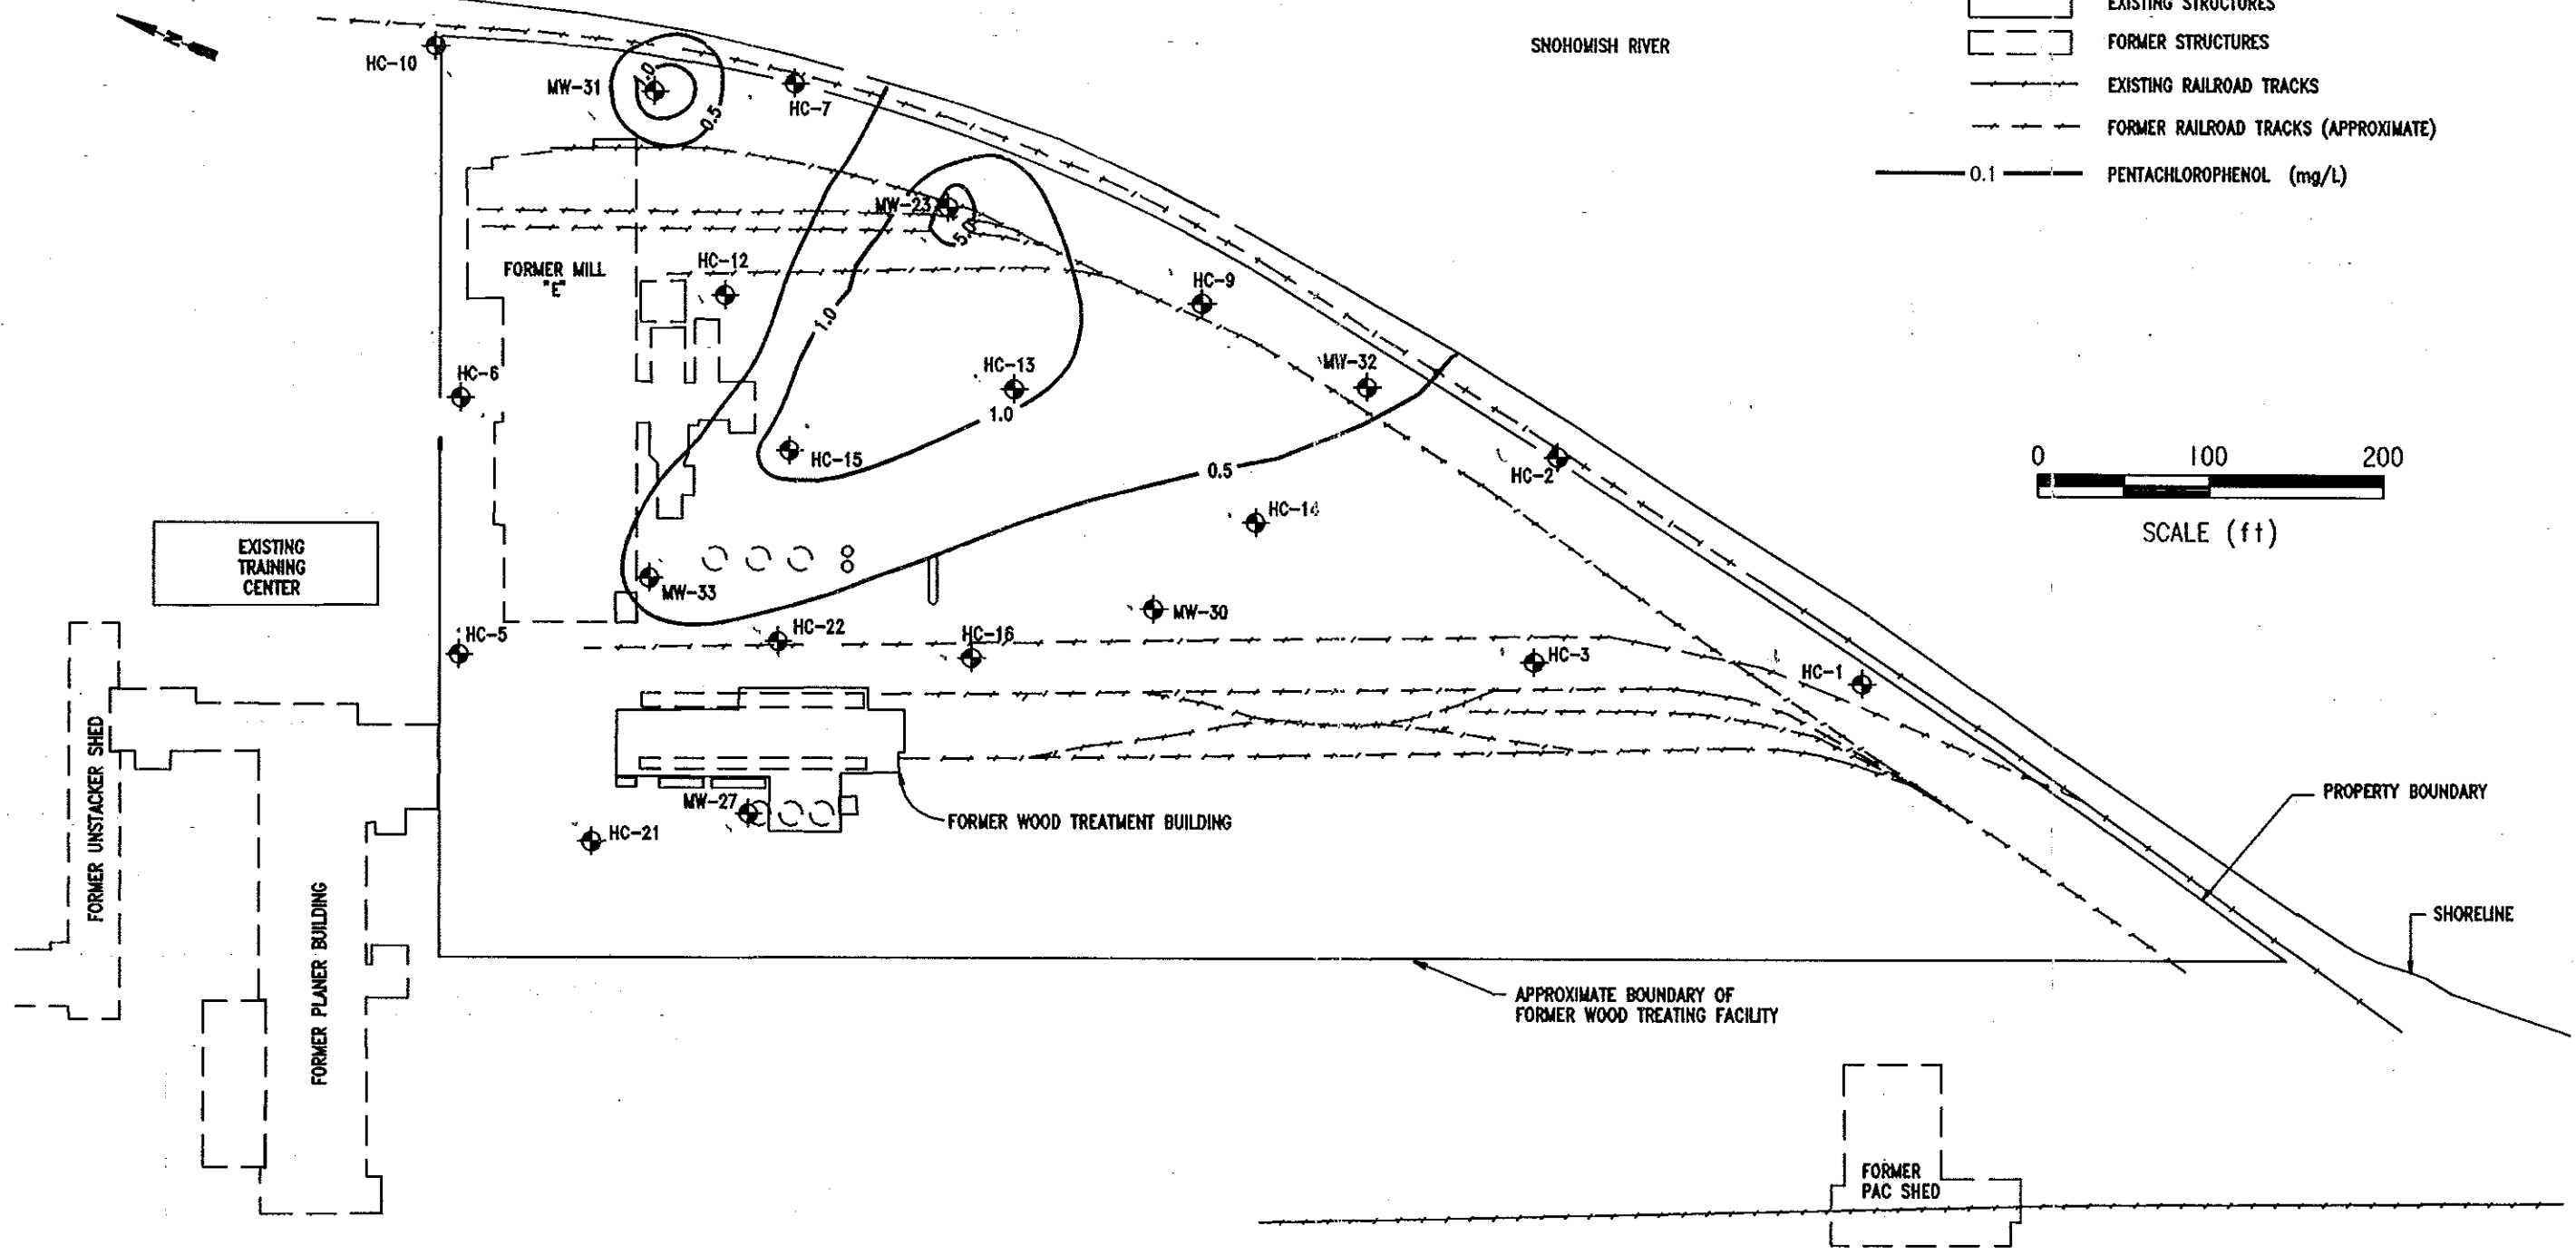 EXISTING STRUCTURES
FORMER STRUCTURES
EXISTING RAILROAD TRACKS
FORMER RAILROAD TRACKS (APPROXIMATE)
0.1 PENTACHLOROPHENOL (mg/L)
SNOHOMISH RIVER
N
HC-10
MW-31
1.0
0.5
HC-7
MW-23
5.0
FORMER MILL
"E"
HC-12
1.0
HC-9
HC-6
HC-13
1.0
MW-32
HC-15
0.5
HC-2
HC-14
0 100 200
SCALE (ft)
EXISTING
TRAINING
CENTER
MW-33
MW-30
HC-5
HC-22
HC-16
HC-3
HC-1
FORMER UNSTACKER SHED
FORMER PLANER BUILDING
MW-27
HC-21
FORMER WOOD TREATMENT BUILDING
PROPERTY BOUNDARY
SHORELINE
APPROXIMATE BOUNDARY OF
FORMER WOOD TREATING FACILITY
FORMER
PAC SHED